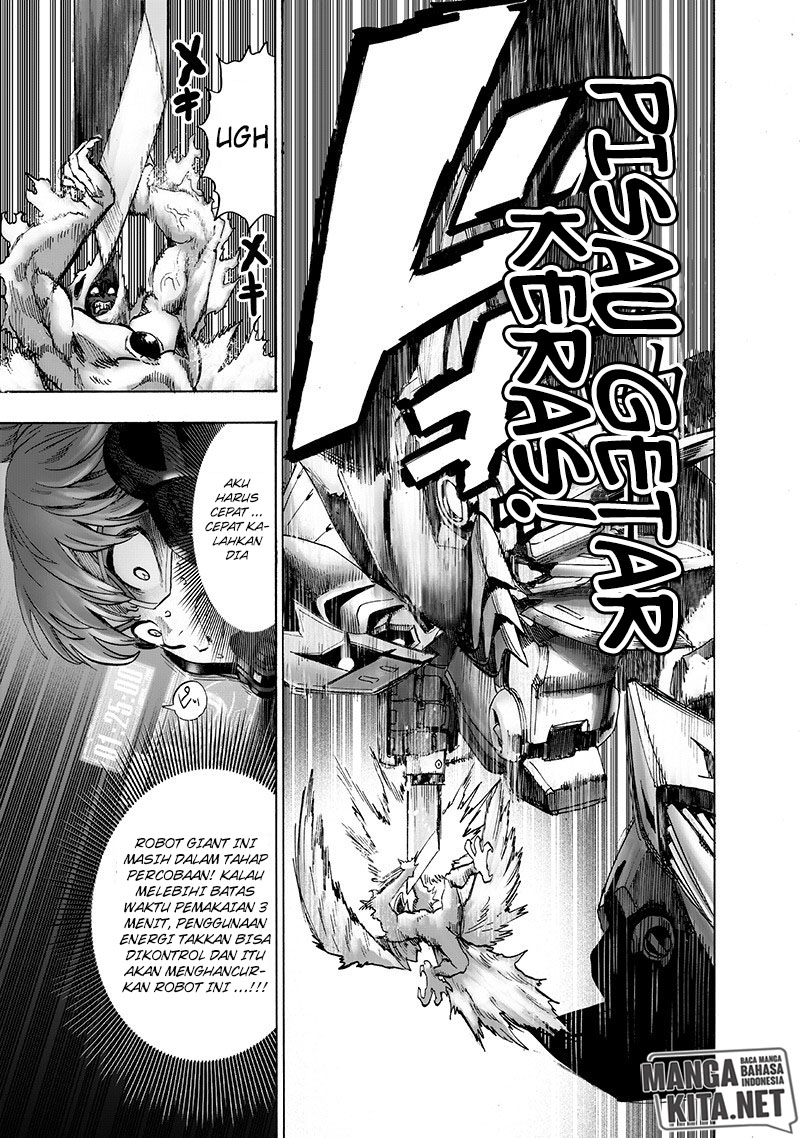 PISAU GETAR
KERAS!
UGH
メキ
メキ
AKU
HARUS
CEPAT ...
CEPAT KA-
LAHKAN
DIA
01:25:00
ピッ
ROBOT GIANT INI
MASIH DALAM TAHAP
PERCOBAAN! KALAU
MELEBIHI BATAS
WAKTU PEMAKAIAN 3
MENIT, PENGGUNAAN
ENERGI TAKKAN BISA
DIKONTROL DAN ITU
AKAN MENGHANCUR-
KAN ROBOT INI ...!!!
MANGA
KITA.NET
BACA MANGA
BAHASA
INDONESIA